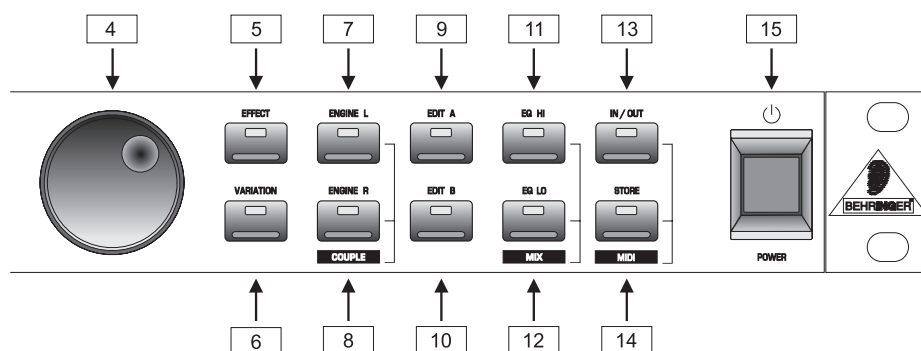 4 5 7 9 11 13 15
EFFECT ENGINE L EDIT A EQ HI IN / OUT
VARIATION ENGINE R EDIT B EQ LO STORE
COUPLE MIX MIDI POWER
BEHRINGER
6 8 10 12 14